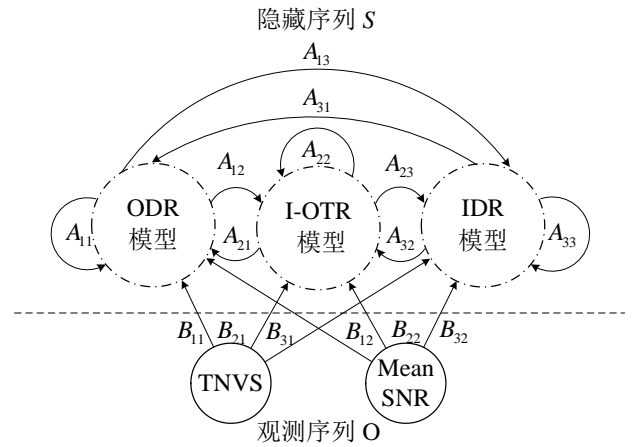 隐藏序列 S
A13
A31
A12
A22
A23
ODR
模型
I-OTR
模型
IDR
模型
A11
A21
A32
A33
B11
B21
B31
B12
B22
B32
TNVS
Mean
SNR
观测序列 O